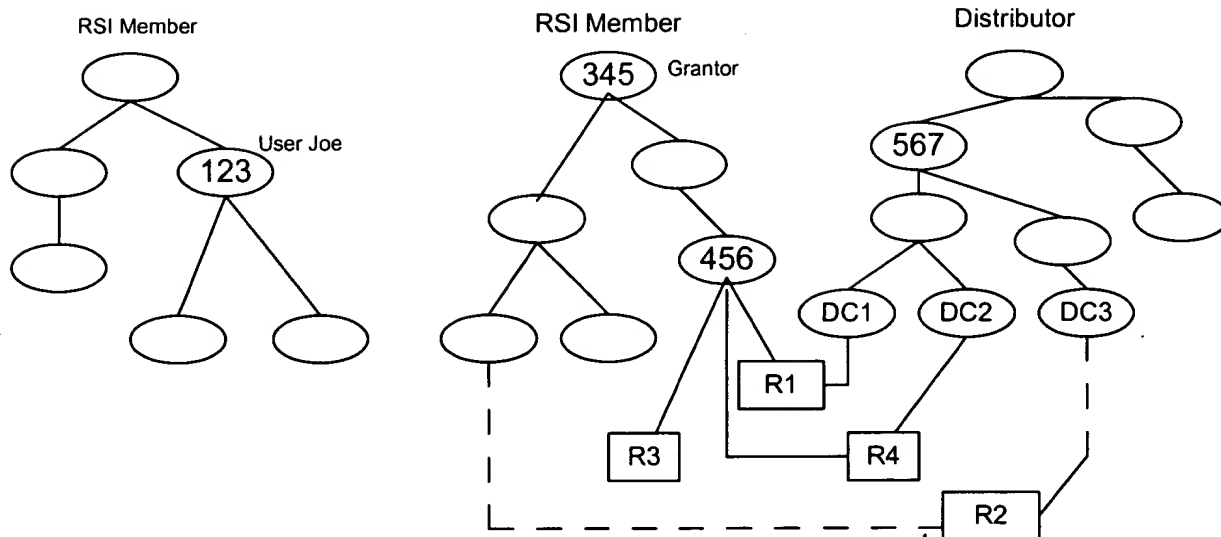 RSI Member
RSI Member
Distributor
345
Grantor
User Joe
123
567
456
DC1
DC2
DC3
R1
R3
R4
R2